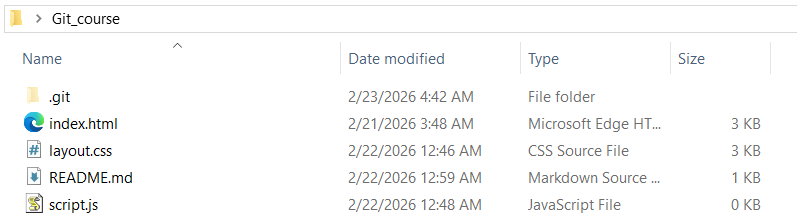 Git_course
Name Date modified Type Size
.git 2/23/2026 4:42 AM File folder
index.html 2/21/2026 3:48 AM Microsoft Edge HT... 3 KB
layout.css 2/22/2026 12:46 AM CSS Source File 3 KB
README.md 2/22/2026 12:59 AM Markdown Source ... 1 KB
script.js 2/22/2026 12:48 AM JavaScript File 0 KB